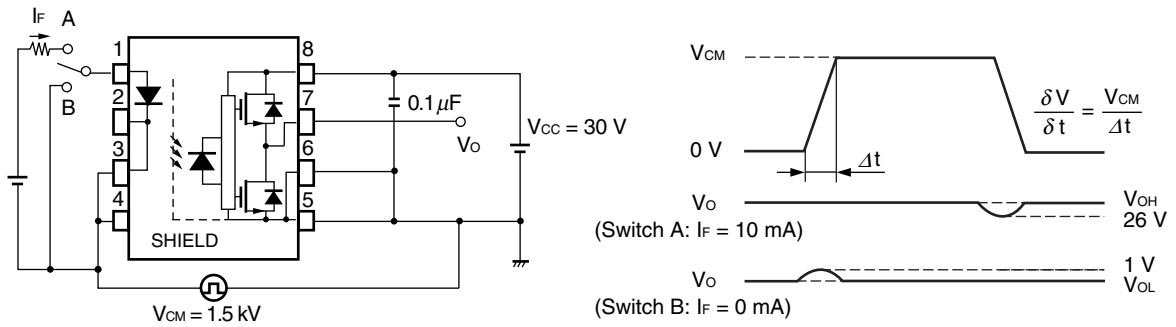 IF A
B
1
2
3
4
8
7
6
5
SHIELD
0.1 μF
VO
VCC = 30 V
VCM = 1.5 kV
VCM
0 V
Δt
δV/δt = VCM/Δt
VO
(Switch A: IF = 10 mA)
VOH
26 V
VO
(Switch B: IF = 0 mA)
1 V
VOL